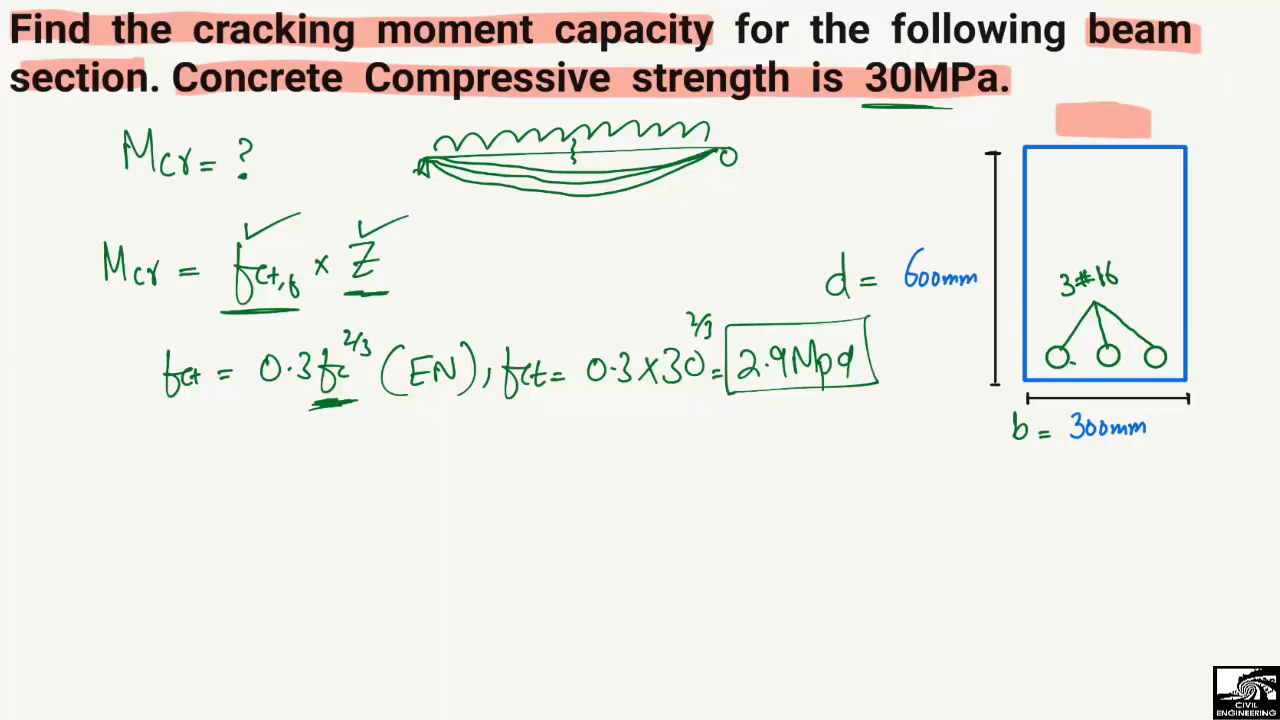 Find the cracking moment capacity for the following beam
section. Concrete Compressive strength is 30MPa.
Mcr = ?
Mcr = fct,f × Z
fct = 0.3fc^2/3 (EN), fct = 0.3×30^2/3 = 2.9Mpa
d = 600mm
3#16
b = 300mm
CIVIL
ENGINEERING